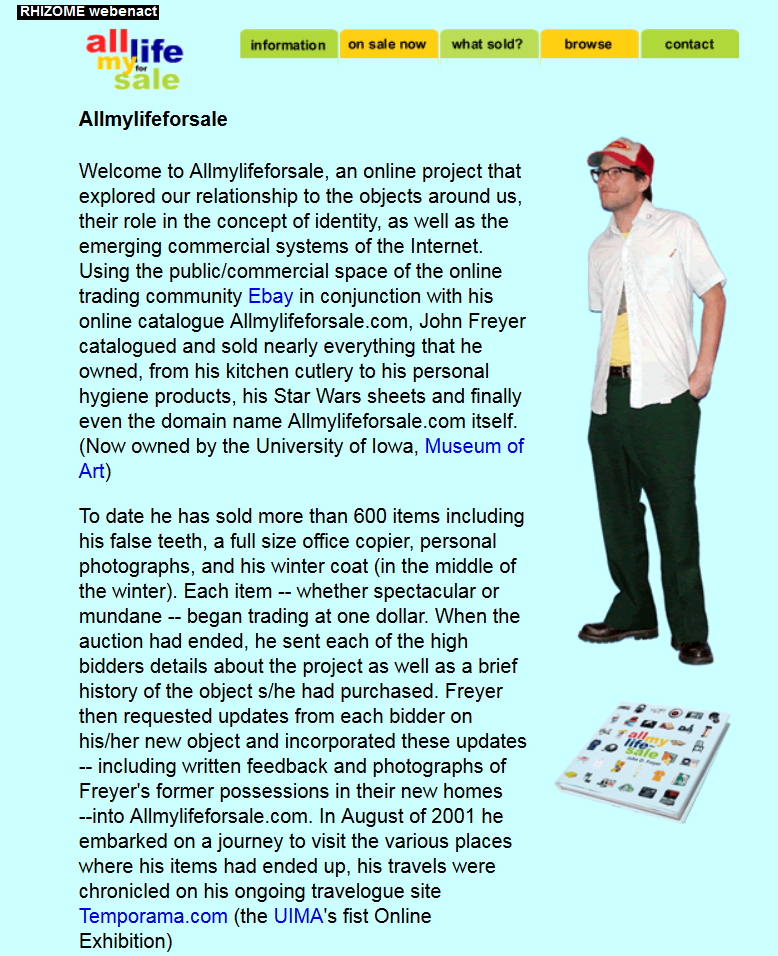 RHIZOME webenact
all life
my for
sale
information on sale now what sold? browse contact
Allmylifeforsale
Welcome to Allmylifeforsale, an online project that
explored our relationship to the objects around us,
their role in the concept of identity, as well as the
emerging commercial systems of the Internet.
Using the public/commercial space of the online
trading community Ebay in conjunction with his
online catalogue Allmylifeforsale.com, John Freyer
catalogued and sold nearly everything that he
owned, from his kitchen cutlery to his personal
hygiene products, his Star Wars sheets and finally
even the domain name Allmylifeforsale.com itself.
(Now owned by the University of Iowa, Museum of
Art)
To date he has sold more than 600 items including
his false teeth, a full size office copier, personal
photographs, and his winter coat (in the middle of
the winter). Each item -- whether spectacular or
mundane -- began trading at one dollar. When the
auction had ended, he sent each of the high
bidders details about the project as well as a brief
history of the object s/he had purchased. Freyer
then requested updates from each bidder on
his/her new object and incorporated these updates
-- including written feedback and photographs of
Freyer's former possessions in their new homes
--into Allmylifeforsale.com. In August of 2001 he
embarked on a journey to visit the various places
where his items had ended up, his travels were
chronicled on his ongoing travelogue site
Temporama.com (the UIMA's fist Online
Exhibition)
allmy
life for
sale
John D. Freyer